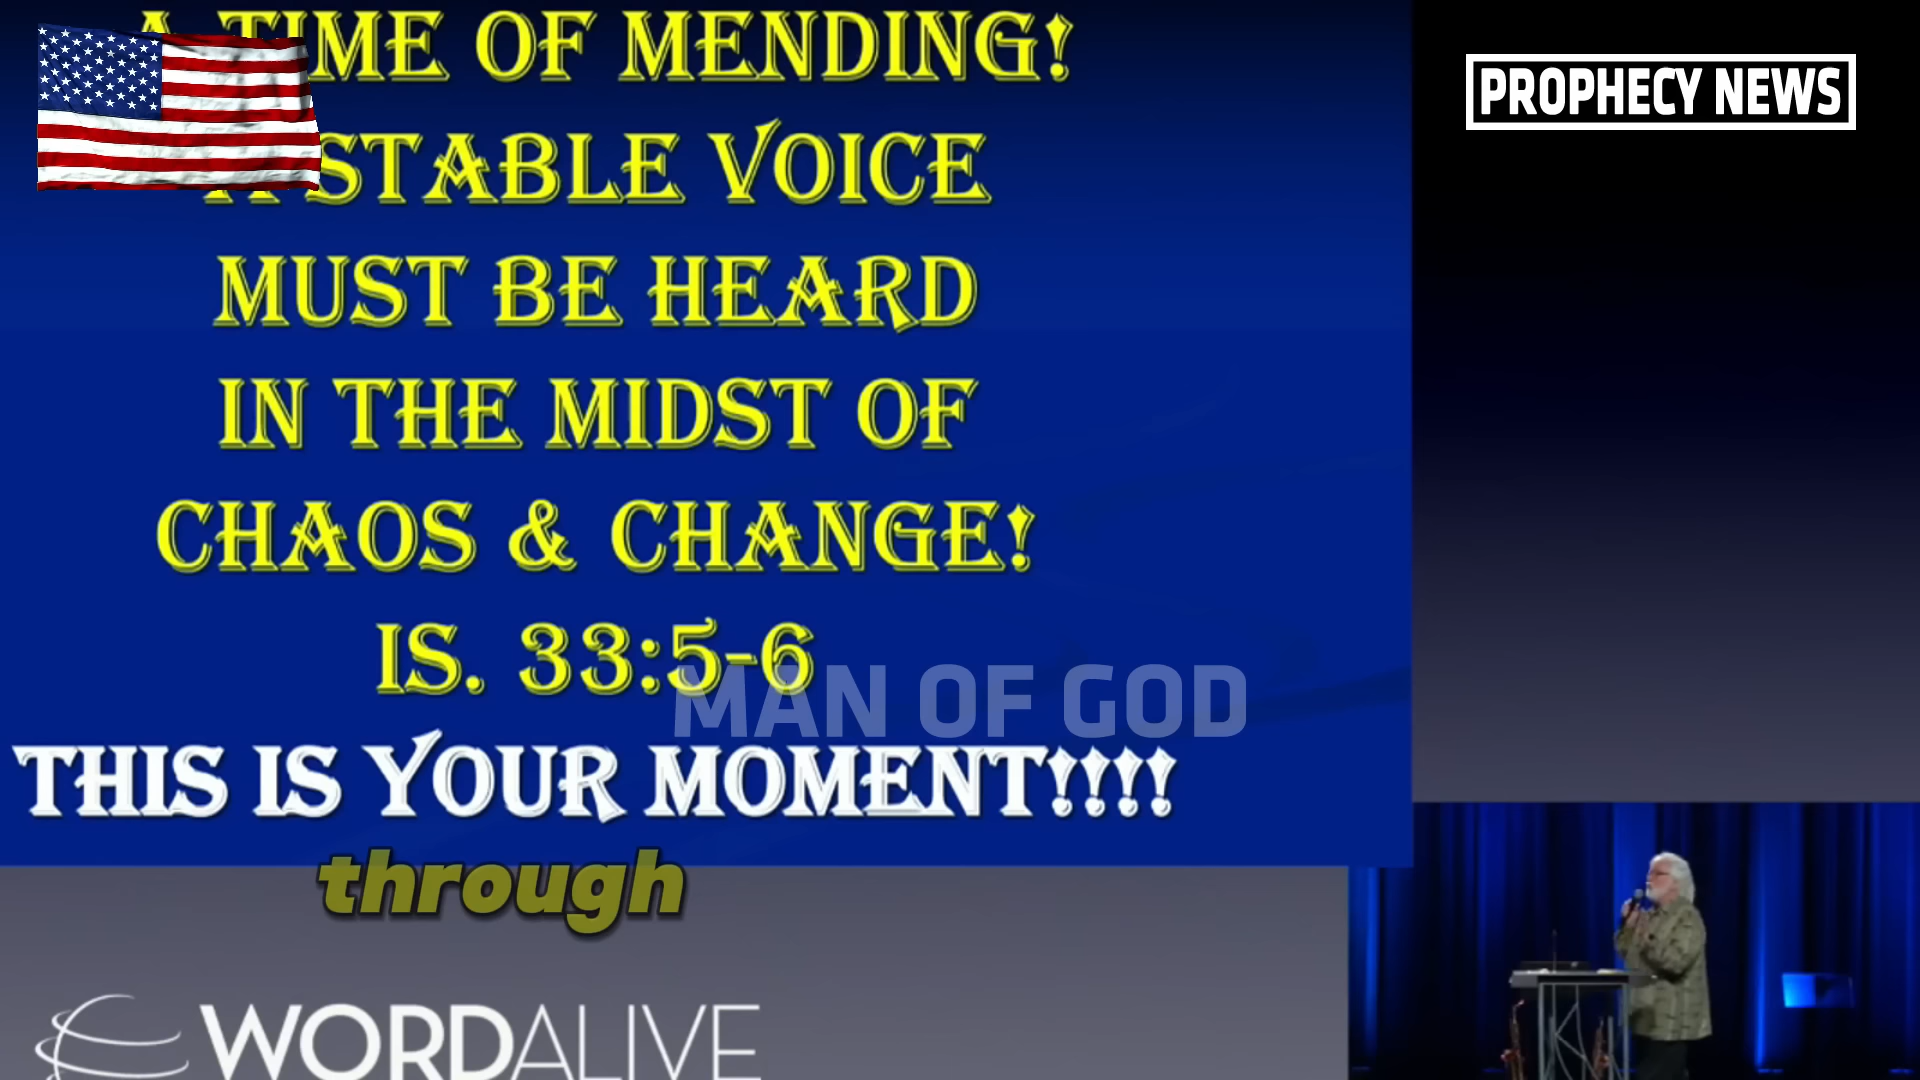 A TIME OF MENDING!
A STABLE VOICE
MUST BE HEARD
IN THE MIDST OF
CHAOS & CHANGE!
IS. 33:5-6
THIS IS YOUR MOMENT!!!!
PROPHECY NEWS
MAN OF GOD
through
WORDALIVE